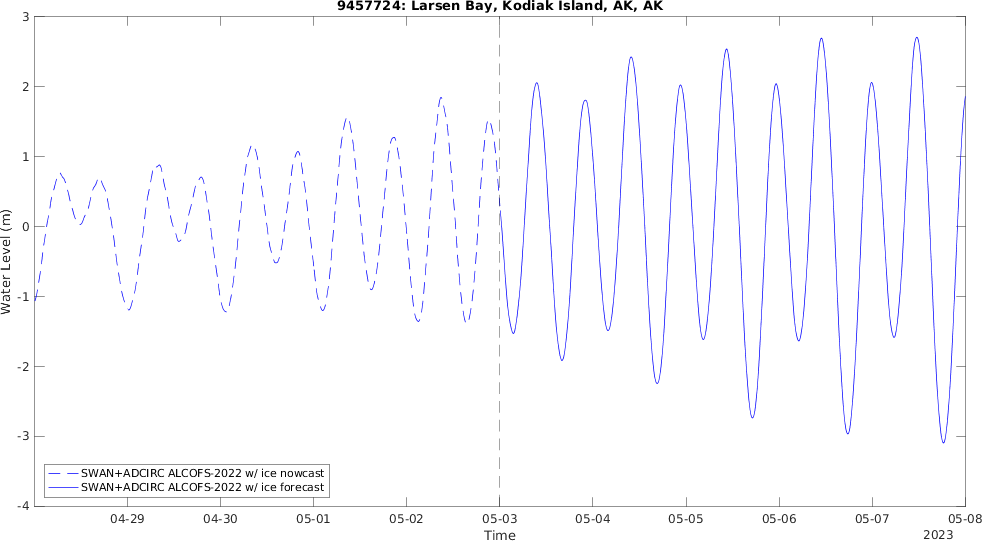 9457724: Larsen Bay, Kodiak Island, AK, AK
3
2
1
0
-1
-2
-3
-4
Water Level (m)
SWAN+ADCIRC ALCOFS-2022 w/ ice nowcast
SWAN+ADCIRC ALCOFS-2022 w/ ice forecast
04-29 04-30 05-01 05-02 05-03 05-04 05-05 05-06 05-07 05-08
Time
2023